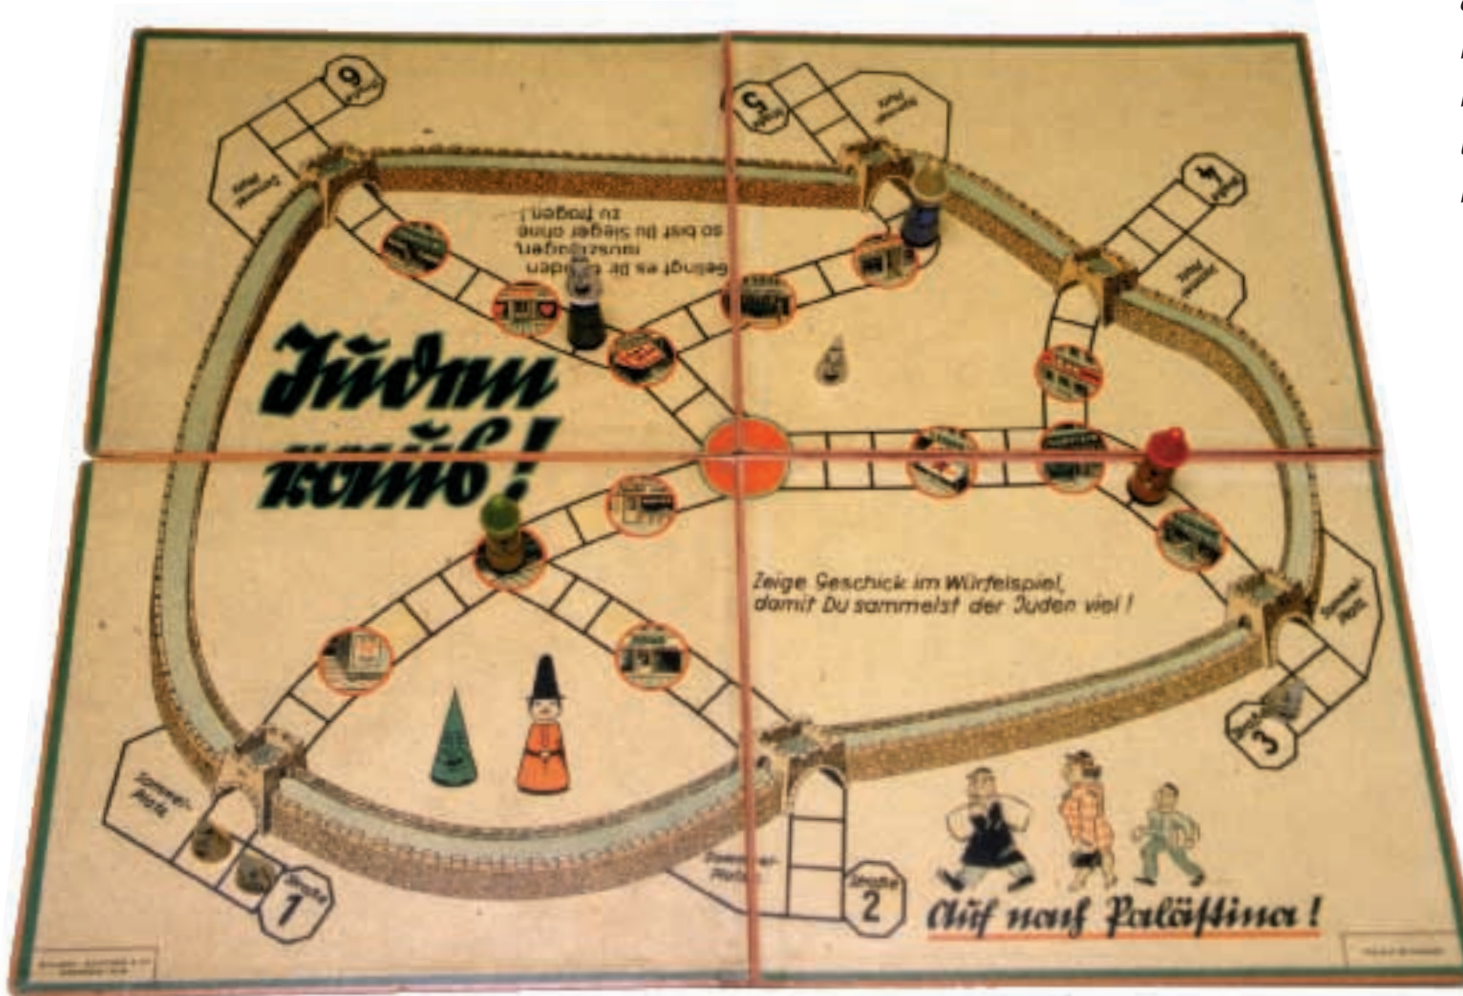 6
5
4
Gelingt es Dir 6 Juden
rauszujagen,
so bist Du Sieger ohne
zu fragen!
Juden
raus!
Zeige Geschick im Würfelspiel,
damit Du sammelst der Juden viel!
Sammel-
Platz
Sammel-
Platz
Straße
3
Sammel-
Platz
Straße
1
Straße
2
Auf nach Palästina!